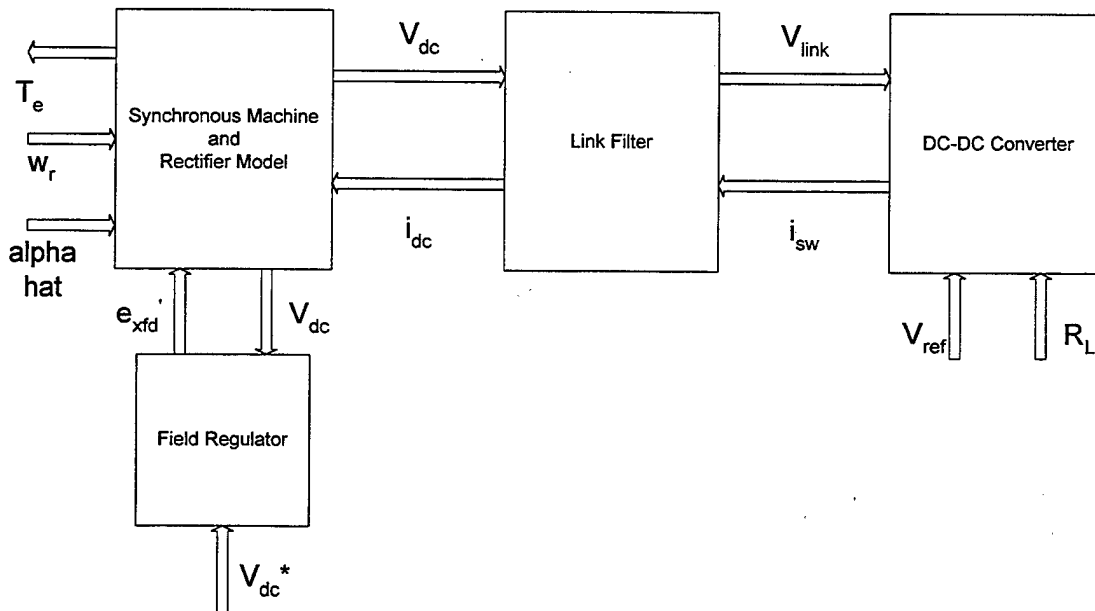 V_dc
V_link
T_e
w_r
alpha
hat
Synchronous Machine
and
Rectifier Model
Link Filter
DC-DC Converter
i_dc
i_sw
e_xfd'
V_dc
V_ref
R_L
Field Regulator
V_dc*